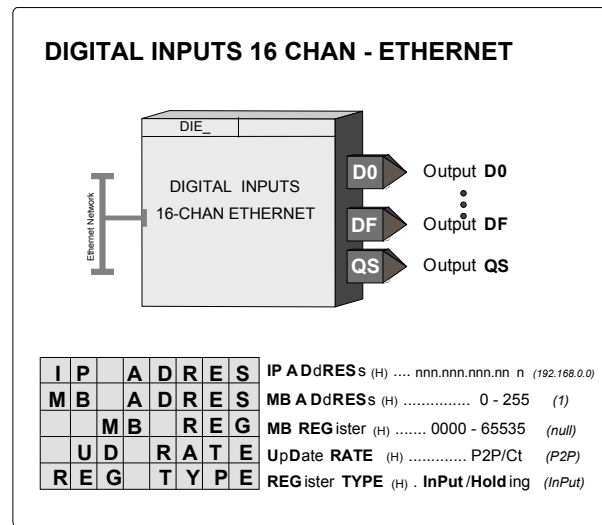 DIGITAL INPUTS 16 CHAN - ETHERNET
DIE_
DIGITAL INPUTS
16-CHAN ETHERNET
Ethernet Network
D0 Output D0
DF Output DF
QS Output QS
IP ADRES IP ADdRESs (H) .... nnn.nnn.nnn.nn n (192.168.0.0)
MB ADRES MB ADdRESs (H) ............... 0 - 255 (1)
MB REG MB REGister (H) ....... 0000 - 65535 (null)
UD RATE UpDate RATE (H) ............. P2P/Ct (P2P)
REG TYPE REGister TYPE (H) . InPut/Holding (InPut)